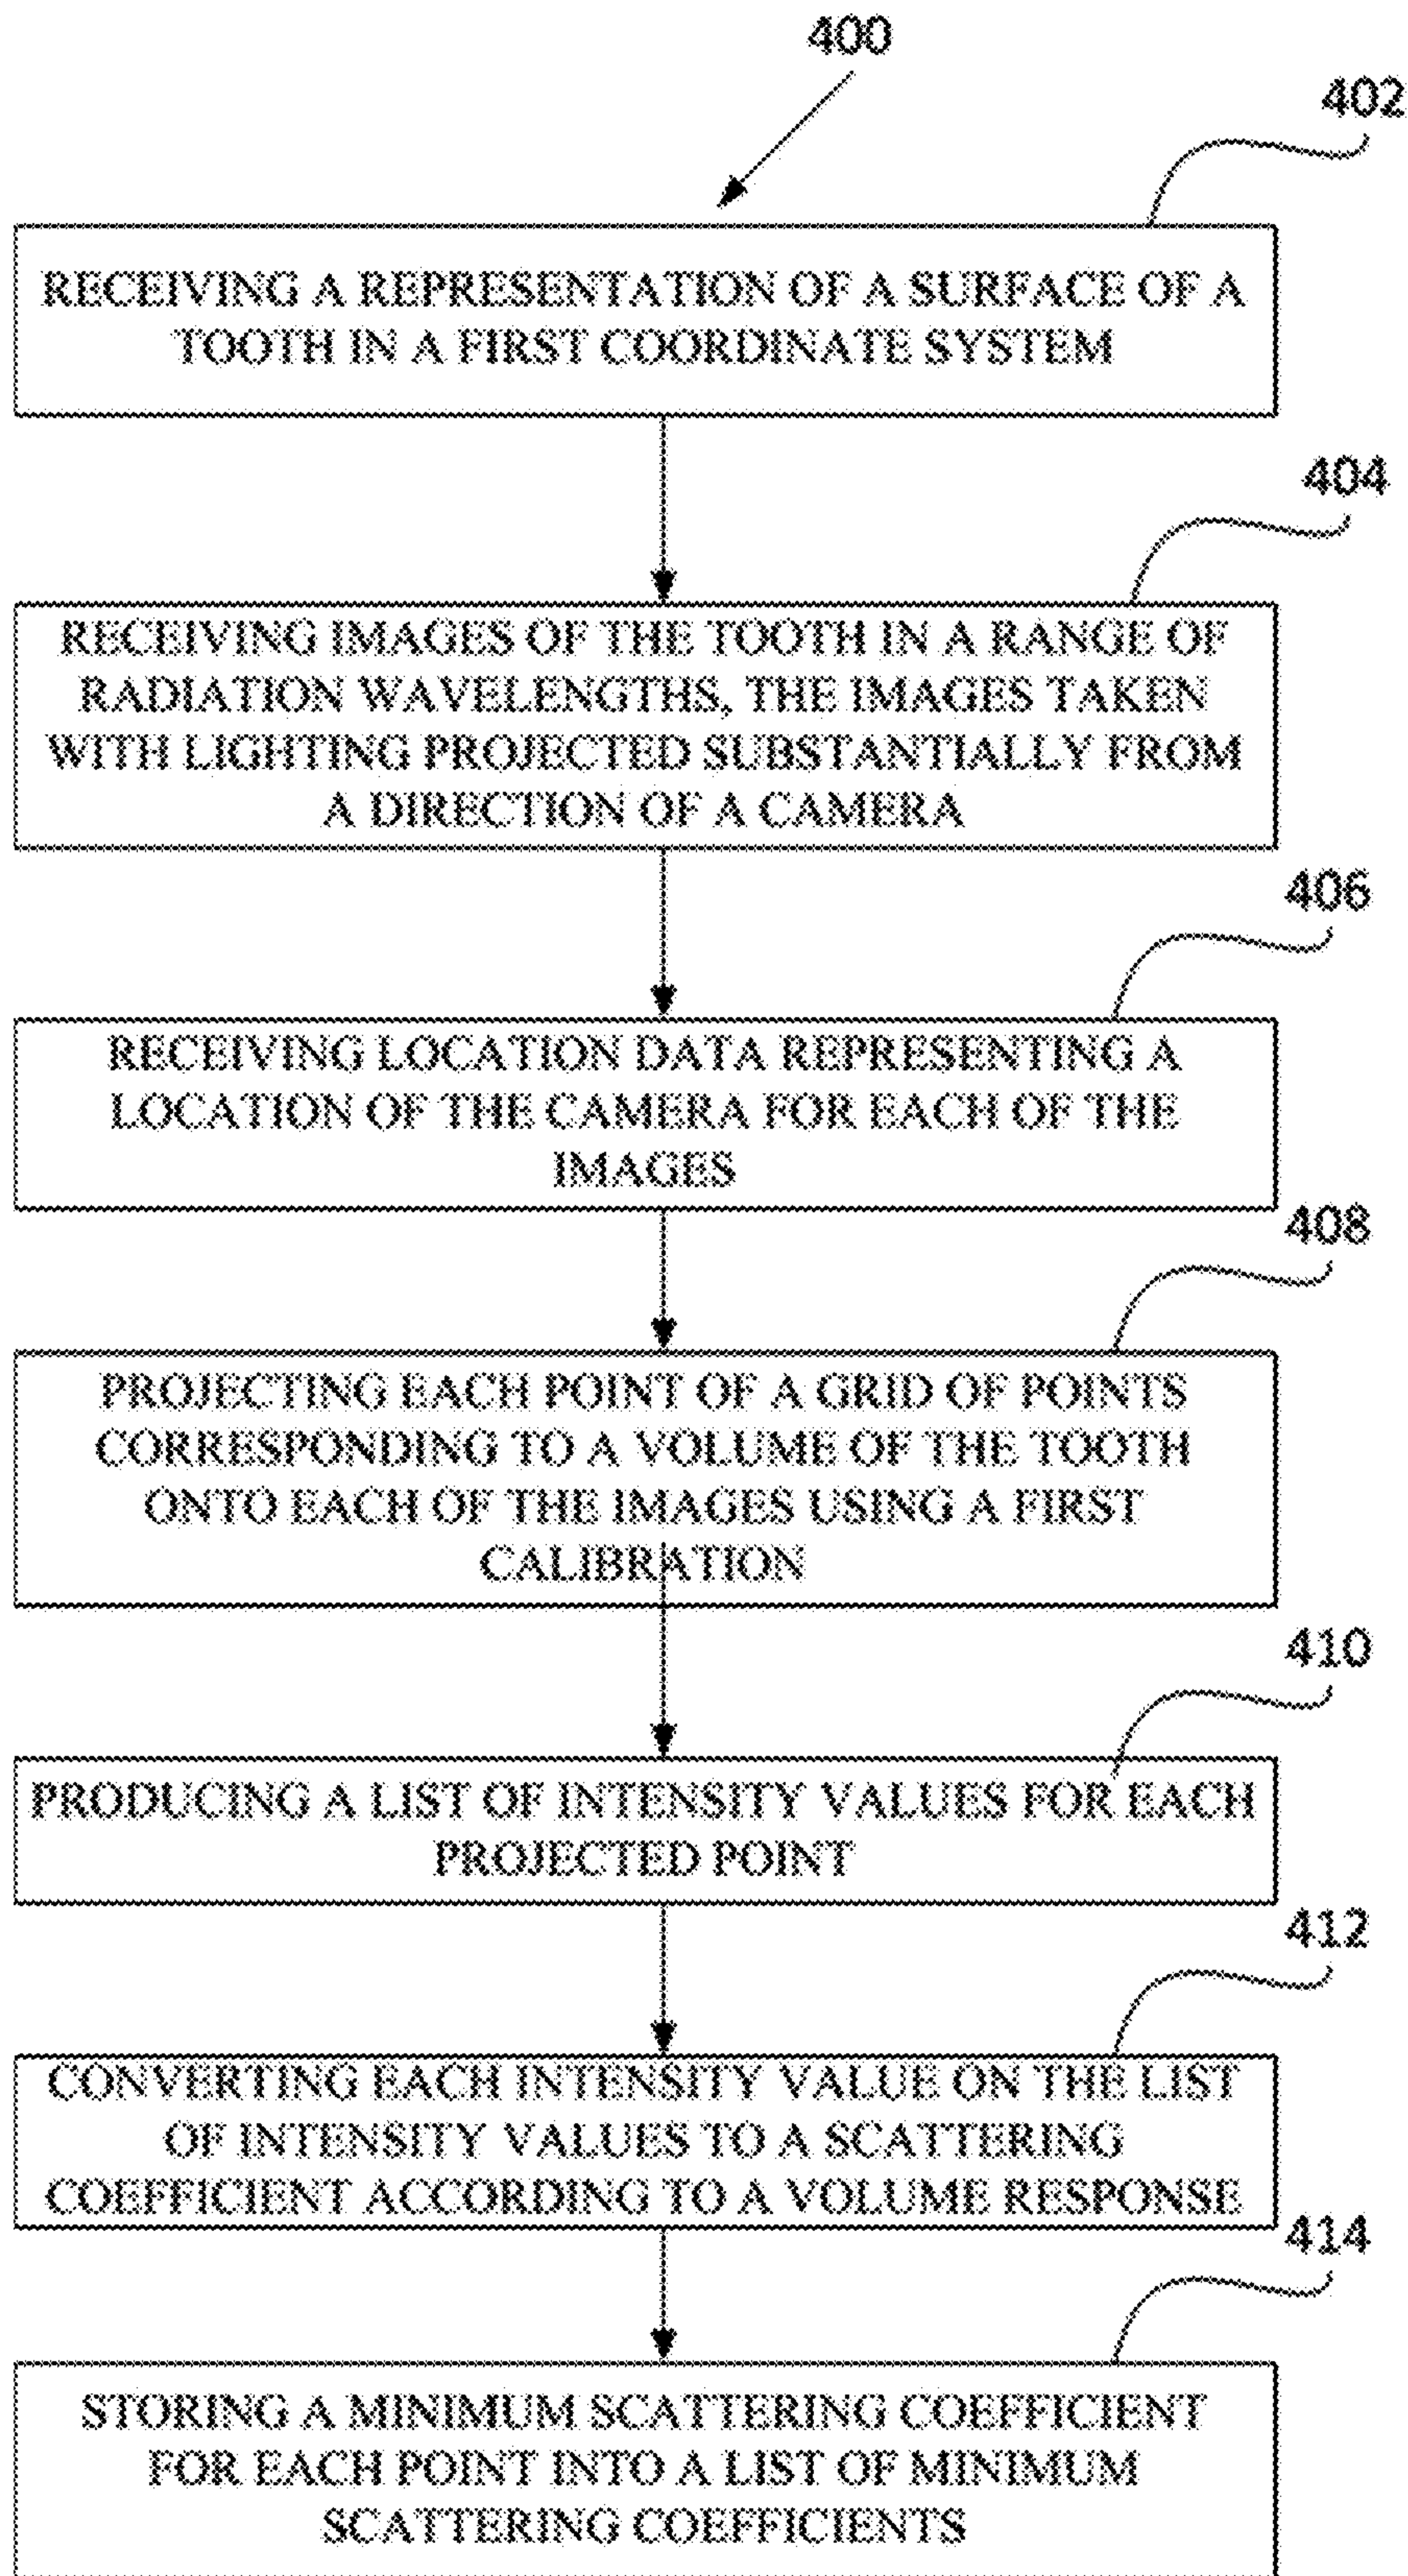 400
402
RECEIVING A REPRESENTATION OF A SURFACE OF A
TOOTH IN A FIRST COORDINATE SYSTEM
404
RECEIVING IMAGES OF THE TOOTH IN A RANGE OF
RADIATION WAVELENGTHS, THE IMAGES TAKEN
WITH LIGHTING PROJECTED SUBSTANTIALLY FROM
A DIRECTION OF A CAMERA
406
RECEIVING LOCATION DATA REPRESENTING A
LOCATION OF THE CAMERA FOR EACH OF THE
IMAGES
408
PROJECTING EACH POINT OF A GRID OF POINTS
CORRESPONDING TO A VOLUME OF THE TOOTH
ONTO EACH OF THE IMAGES USING A FIRST
CALIBRATION
410
PRODUCING A LIST OF INTENSITY VALUES FOR EACH
PROJECTED POINT
412
CONVERTING EACH INTENSITY VALUE ON THE LIST
OF INTENSITY VALUES TO A SCATTERING
COEFFICIENT ACCORDING TO A VOLUME RESPONSE
414
STORING A MINIMUM SCATTERING COEFFICIENT
FOR EACH POINT INTO A LIST OF MINIMUM
SCATTERING COEFFICIENTS